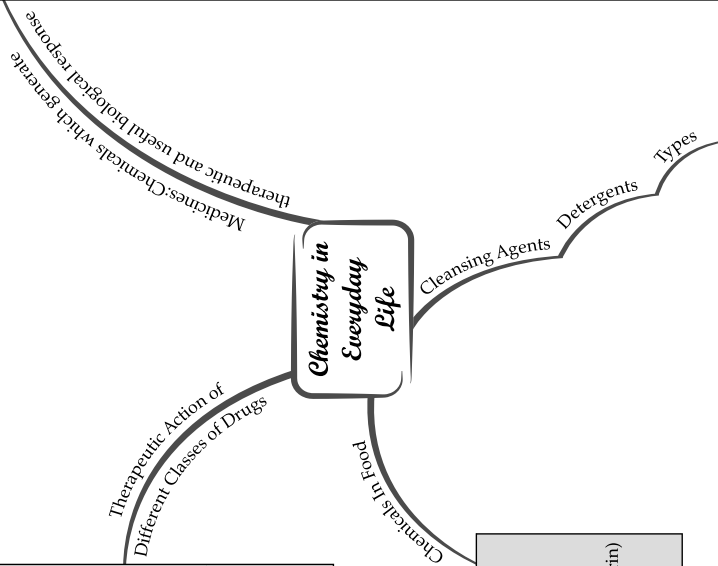 Medicines:Chemicals which generate
therapeutic and useful biological response
Chemistry in
Everyday
Life
Cleansing Agents
Detergents
Types
Therapeutic Action of
Different Classes of Drugs
Chemicals In Food